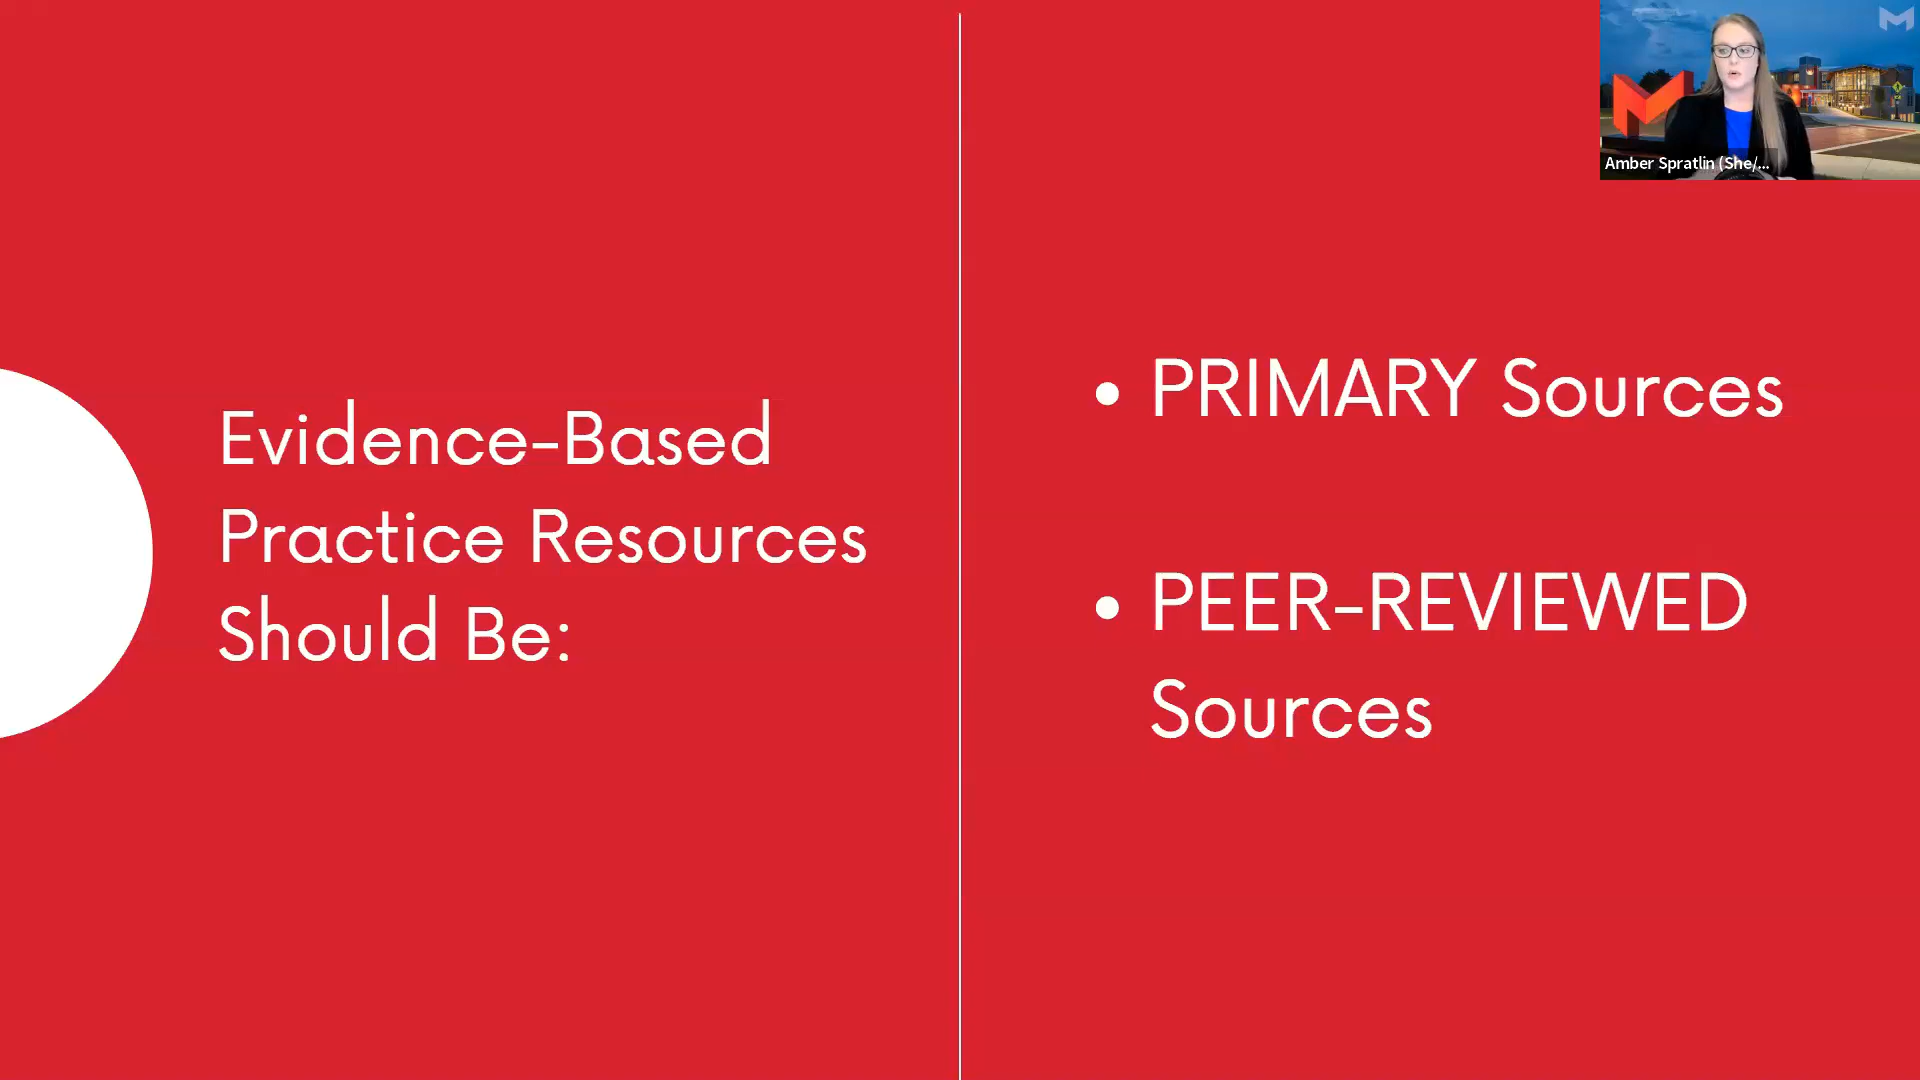 Evidence-Based
Practice Resources
Should Be:
• PRIMARY Sources
• PEER-REVIEWED
Sources
Amber Spratlin (She/...